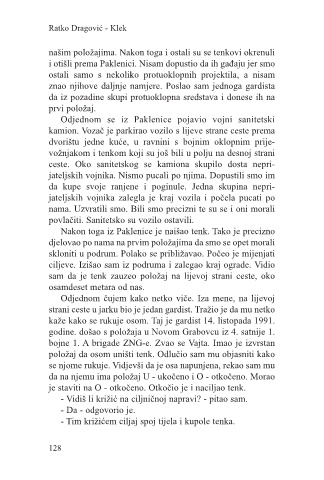 Ratko Dragović - Klek
našim položajima. Nakon toga i ostali su se tenkovi okrenuli
i otišli prema Paklenici. Nisam dopustio da ih gađaju jer smo
ostali samo s nekoliko protuoklopnih projektila, a nisam
znao njihove daljnje namjere. Poslao sam jednoga gardista
da iz pozadine skupi protuoklopna sredstava i donese ih na
prvi položaj.
Odjednom se iz Paklenice pojavio vojni sanitetski
kamion. Vozač je parkirao vozilo s lijeve strane ceste prema
dvorištu jedne kuće, u ravnini s bojnim oklopnim prije-
vožnjakom i tenkom koji su još bili u polju na desnoj strani
ceste. Oko sanitetskog se kamiona skupilo dosta nepri-
jateljskih vojnika. Nismo pucali po njima. Dopustili smo im
da kupe svoje ranjene i poginule. Jedna skupina nepri-
jateljskih vojnika zalegla je kraj vozila i počela pucati po
nama. Uzvratili smo. Bili smo precizni te su se i oni morali
povlačiti. Sanitetsko su vozilo ostavili.
Nakon toga iz Paklenice je naišao tenk. Tako je precizno
djelovao po nama na prvim položajima da smo se opet morali
skloniti u podrum. Polako se približavao. Počeo je mijenjati
ciljeve. Izišao sam iz podruma i zalegao kraj ograde. Vidio
sam da je tenk zauzeo položaj na lijevoj strani ceste, oko
osamdeset metara od nas.
Odjednom čujem kako netko viče. Iza mene, na lijevoj
strani ceste u jarku bio je jedan gardist. Tražio je da mu netko
kaže kako se rukuje osom. Taj je gardist 14. listopada 1991.
godine. došao s položaja u Novom Grabovcu iz 4. satnije 1.
bojne 1. A brigade ZNG-e. Zvao se Vajta. Imao je izvrstan
položaj da osom uništi tenk. Odlučio sam mu objasniti kako
se njome rukuje. Vidjevši da je osa napunjena, rekao sam mu
da na njemu ima položaj U - ukočeno i O - otkočeno. Morao
je staviti na O - otkočeno. Otkočio je i naciljao tenk.
- Vidiš li križić na ciljničnoj napravi? - pitao sam.
- Da - odgovorio je.
- Tim križićem ciljaj spoj tijela i kupole tenka.
128